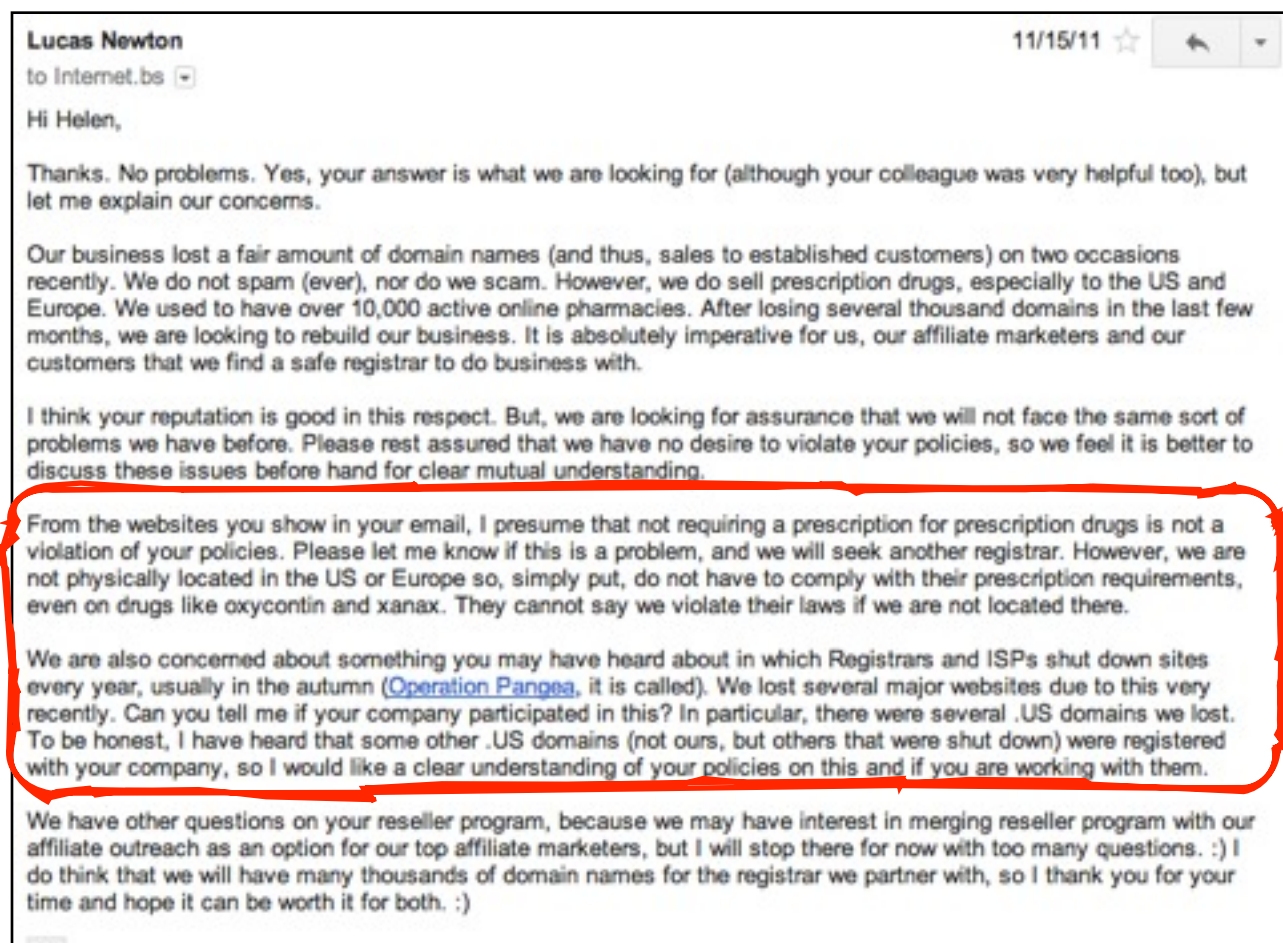 Lucas Newton
11/15/11
to Internet.bs
Hi Helen,
Thanks. No problems. Yes, your answer is what we are looking for (although your colleague was very helpful too), but
let me explain our concerns.
Our business lost a fair amount of domain names (and thus, sales to established customers) on two occasions
recently. We do not spam (ever), nor do we scam. However, we do sell prescription drugs, especially to the US and
Europe. We used to have over 10,000 active online pharmacies. After losing several thousand domains in the last few
months, we are looking to rebuild our business. It is absolutely imperative for us, our affiliate marketers and our
customers that we find a safe registrar to do business with.
I think your reputation is good in this respect. But, we are looking for assurance that we will not face the same sort of
problems we have before. Please rest assured that we have no desire to violate your policies, so we feel it is better to
discuss these issues before hand for clear mutual understanding.
From the websites you show in your email, I presume that not requiring a prescription for prescription drugs is not a
violation of your policies. Please let me know if this is a problem, and we will seek another registrar. However, we are
not physically located in the US or Europe so, simply put, do not have to comply with their prescription requirements,
even on drugs like oxycontin and xanax. They cannot say we violate their laws if we are not located there.
We are also concerned about something you may have heard about in which Registrars and ISPs shut down sites
every year, usually in the autumn (Operation Pangea, it is called). We lost several major websites due to this very
recently. Can you tell me if your company participated in this? In particular, there were several .US domains we lost.
To be honest, I have heard that some other .US domains (not ours, but others that were shut down) were registered
with your company, so I would like a clear understanding of your policies on this and if you are working with them.
We have other questions on your reseller program, because we may have interest in merging reseller program with our
affiliate outreach as an option for our top affiliate marketers, but I will stop there for now with too many questions. :) I
do think that we will have many thousands of domain names for the registrar we partner with, so I thank you for your
time and hope it can be worth it for both. :)